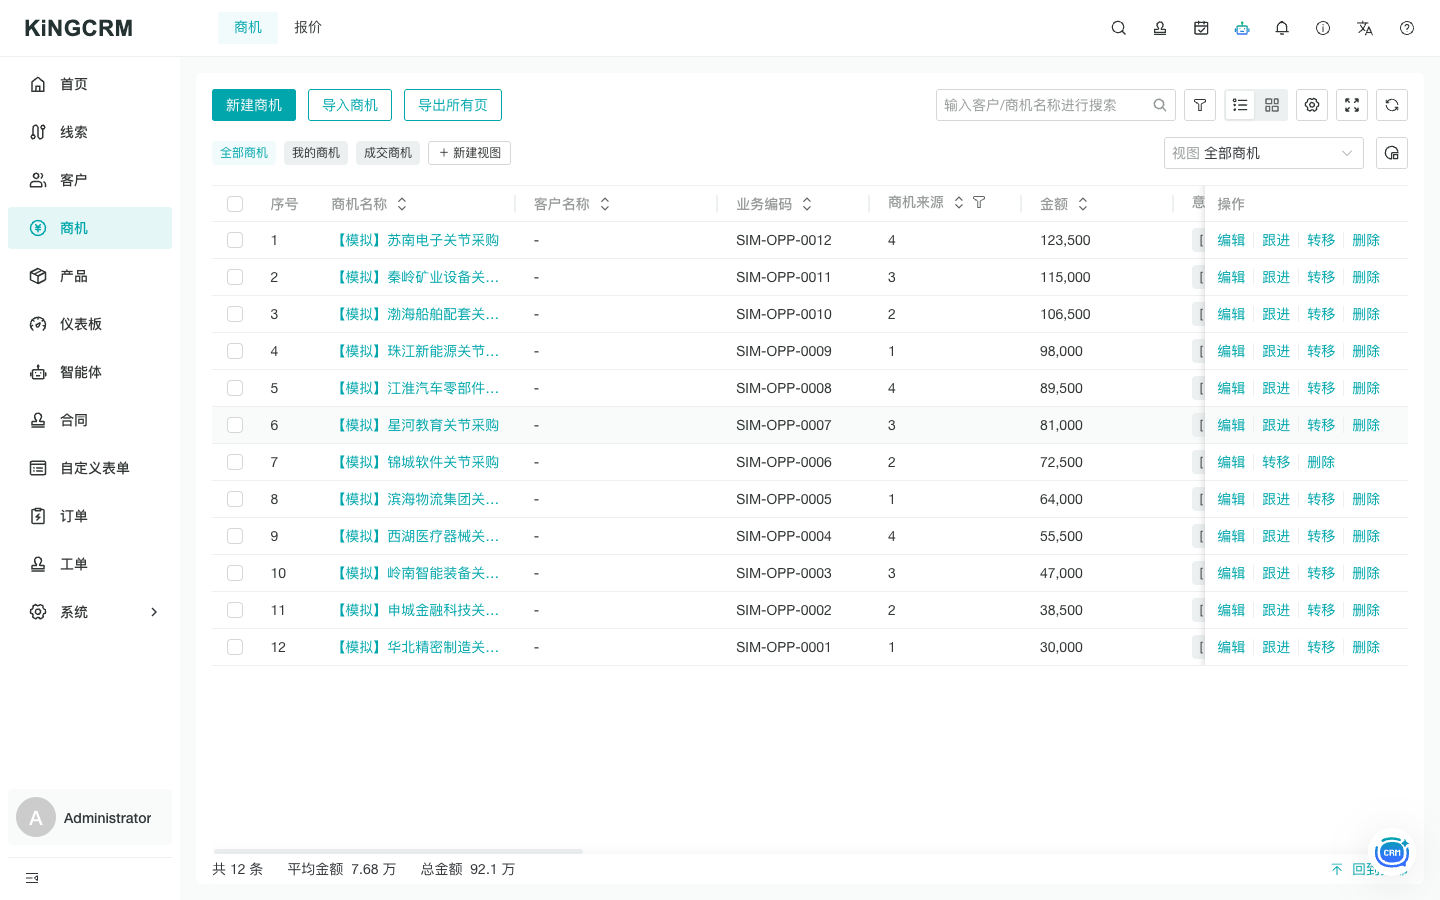 KiNGCRM
商机 报价
首页
线索
客户
商机
产品
仪表板
智能体
合同
自定义表单
订单
工单
系统
A Administrator
新建商机 导入商机 导出所有页
输入客户/商机名称进行搜索
全部商机 我的商机 成交商机 + 新建视图
视图 全部商机
序号 商机名称 客户名称 业务编码 商机来源 金额 意 操作
1 【模拟】苏南电子关节采购 - SIM-OPP-0012 4 123,500 [ 编辑 跟进 转移 删除
2 【模拟】秦岭矿业设备关... - SIM-OPP-0011 3 115,000 [ 编辑 跟进 转移 删除
3 【模拟】渤海船舶配套关... - SIM-OPP-0010 2 106,500 [ 编辑 跟进 转移 删除
4 【模拟】珠江新能源关节... - SIM-OPP-0009 1 98,000 [ 编辑 跟进 转移 删除
5 【模拟】江淮汽车零部件... - SIM-OPP-0008 4 89,500 [ 编辑 跟进 转移 删除
6 【模拟】星河教育关节采购 - SIM-OPP-0007 3 81,000 [ 编辑 跟进 转移 删除
7 【模拟】锦城软件关节采购 - SIM-OPP-0006 2 72,500 [ 编辑 转移 删除
8 【模拟】滨海物流集团关... - SIM-OPP-0005 1 64,000 [ 编辑 跟进 转移 删除
9 【模拟】西湖医疗器械关... - SIM-OPP-0004 4 55,500 [ 编辑 跟进 转移 删除
10 【模拟】岭南智能装备关... - SIM-OPP-0003 3 47,000 [ 编辑 跟进 转移 删除
11 【模拟】申城金融科技关... - SIM-OPP-0002 2 38,500 [ 编辑 跟进 转移 删除
12 【模拟】华北精密制造关... - SIM-OPP-0001 1 30,000 [ 编辑 跟进 转移 删除
共 12 条 平均金额 7.68 万 总金额 92.1 万
回到
CRM